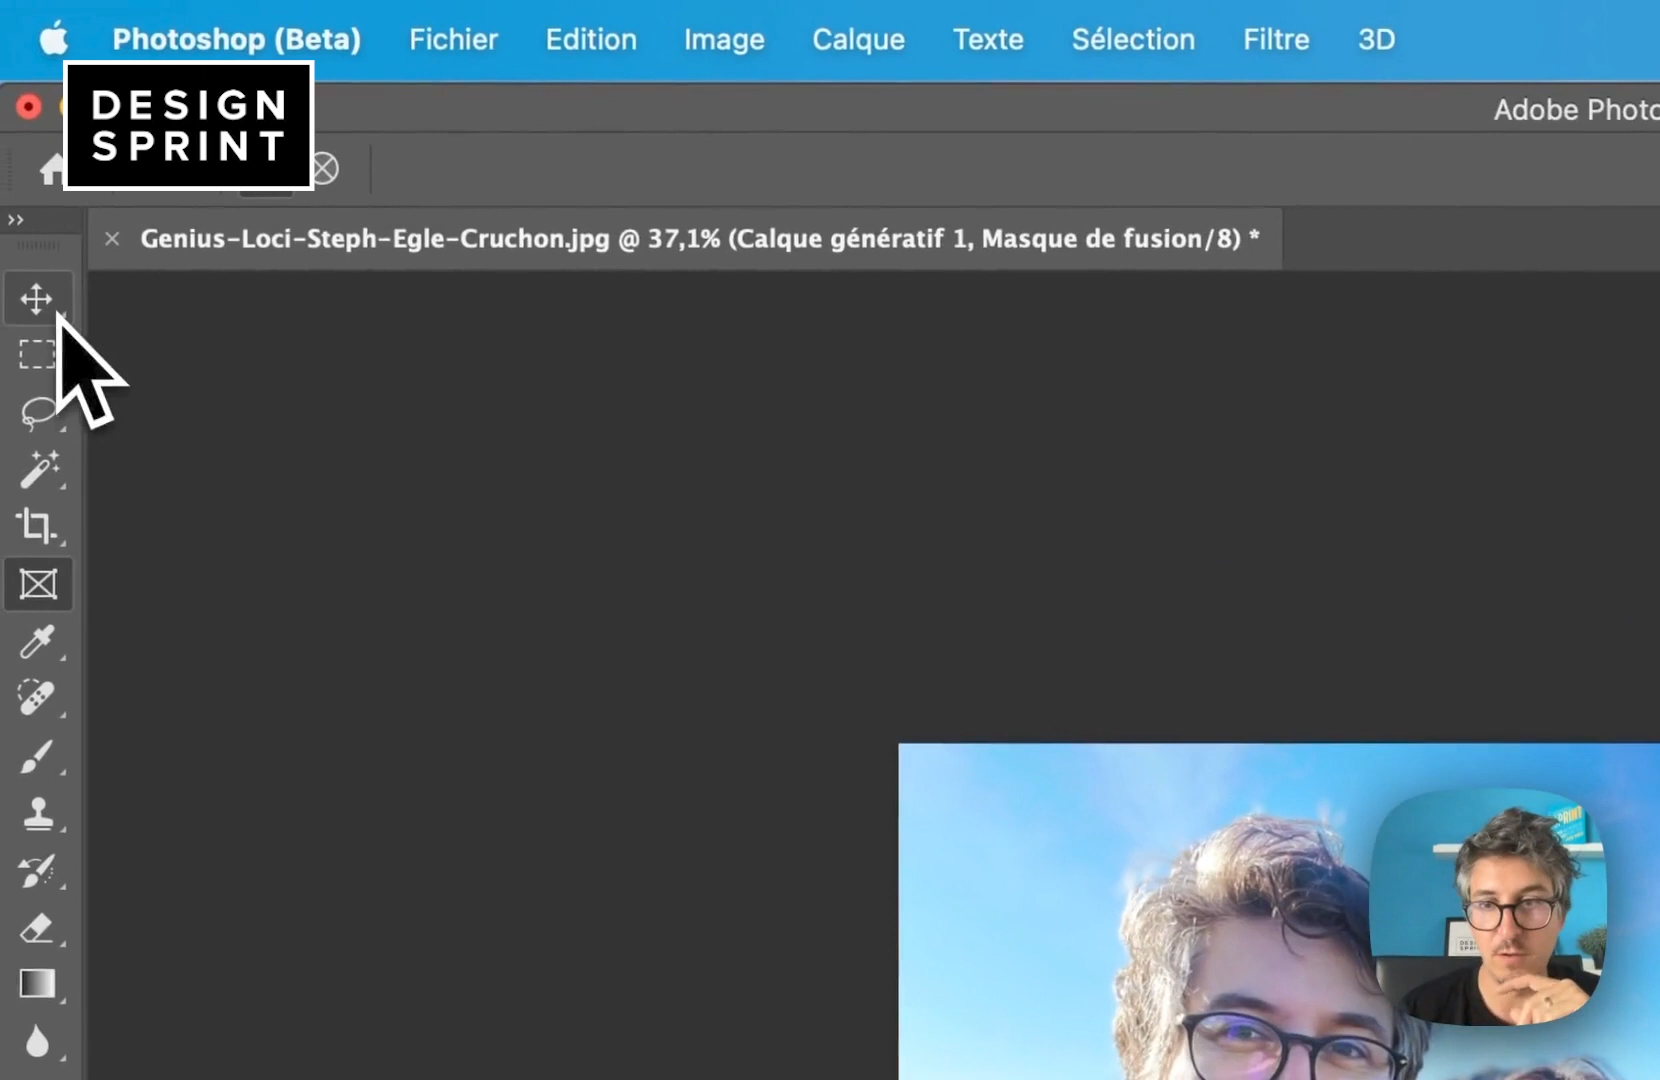 Photoshop (Beta) Fichier Edition Image Calque Texte Sélection Filtre 3D
DESIGN
SPRINT
Adobe Photo
Genius-Loci-Steph-Egle-Cruchon.jpg @ 37,1% (Calque génératif 1, Masque de fusion/8) *